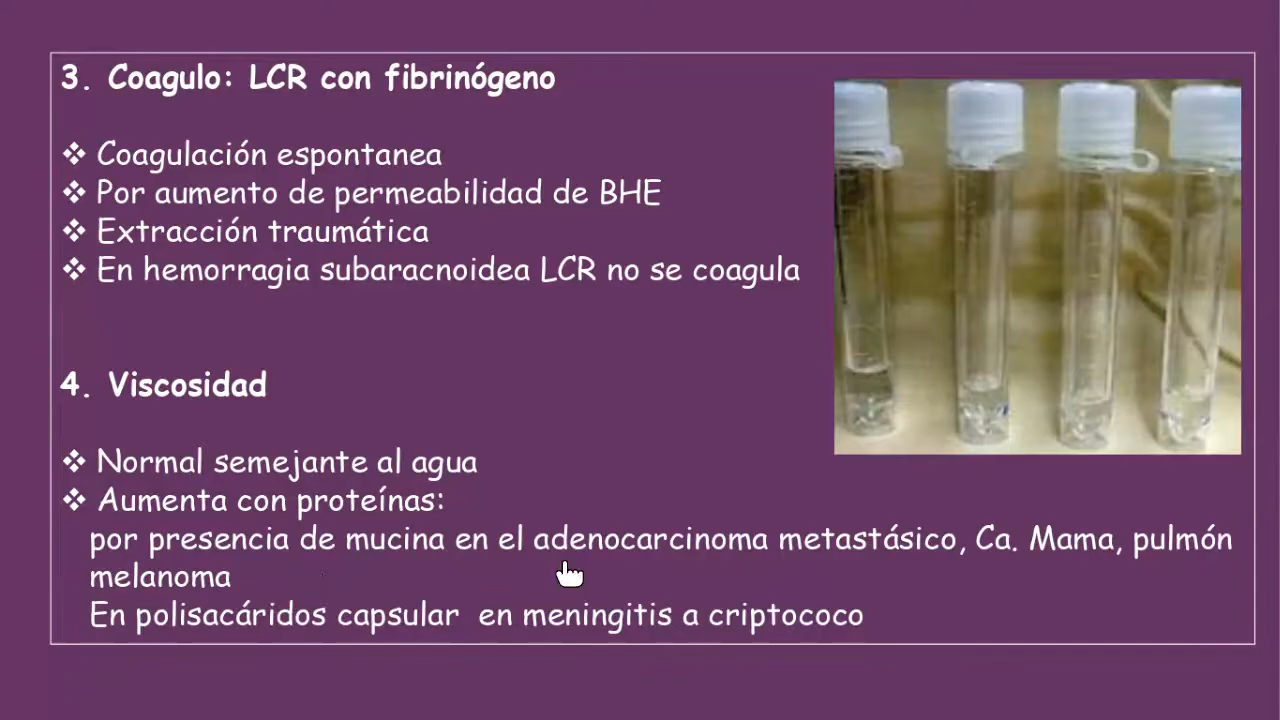 3. Coagulo: LCR con fibrinógeno
❖ Coagulación espontanea
❖ Por aumento de permeabilidad de BHE
❖ Extracción traumática
❖ En hemorragia subaracnoidea LCR no se coagula
4. Viscosidad
❖ Normal semejante al agua
❖ Aumenta con proteínas:
por presencia de mucina en el adenocarcinoma metastásico, Ca. Mama, pulmón
melanoma
En polisacáridos capsular en meningitis a criptococo